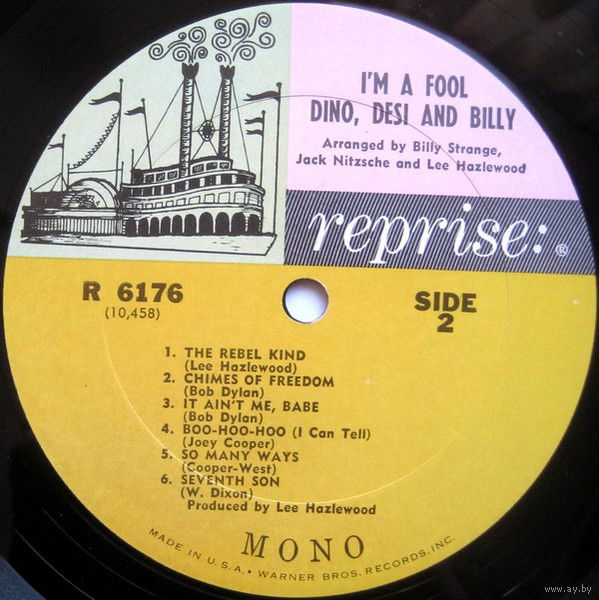 I'M A FOOL
DINO, DESI AND BILLY
Arranged by Billy Strange,
Jack Nitzsche and Lee Hazlewood
reprise: ®
R 6176
(10,458)
SIDE
2
1. THE REBEL KIND
(Lee Hazlewood)
2. CHIMES OF FREEDOM
(Bob Dylan)
3. IT AIN'T ME, BABE
(Bob Dylan)
4. BOO-HOO-HOO (I Can Tell)
(Joey Cooper)
5. SO MANY WAYS
(Cooper-West)
6. SEVENTH SON
(W. Dixon)
Produced by Lee Hazlewood
MONO
MADE IN U.S.A. • WARNER BROS. RECORDS, INC.
www.ay.by